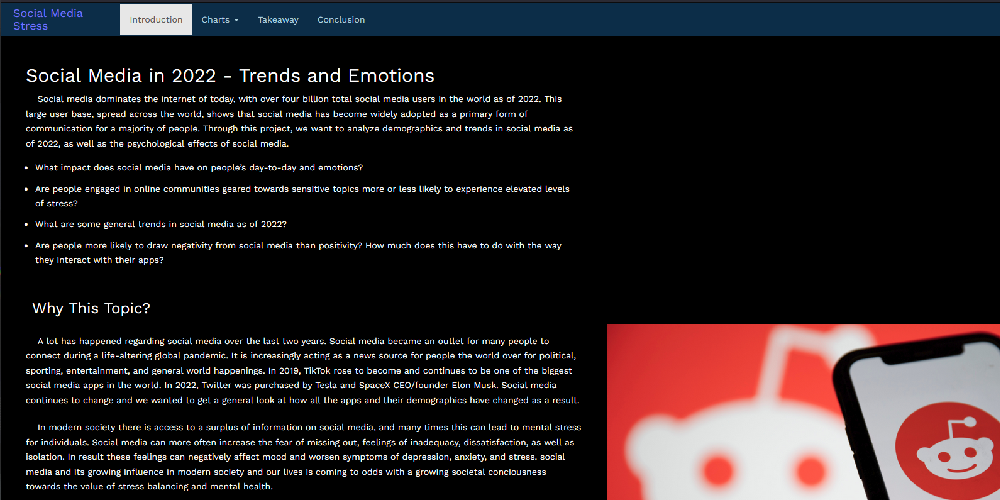 Social Media
Stress
Introduction
Charts
Takeaway
Conclusion
Social Media in 2022 - Trends and Emotions
Social media dominates the internet of today, with over four billion total social media users in the world as of 2022. This
large user base, spread across the world, shows that social media has become widely adopted as a primary form of
communication for a majority of people. Through this project, we want to analyze demographics and trends in social media as
of 2022, as well as the psychological effects of social media.
What impact does social media have on people's day-to-day and emotions?
Are people engaged in online communities geared towards sensitive topics more or less likely to experience elevated levels
of stress?
What are some general trends in social media as of 2022?
Are people more likely to draw negativity from social media than positivity? How much does this have to do with the way
they interact with their apps?
Why This Topic?
A lot has happened regarding social media over the last two years. Social media became an outlet for many people to
connect during a life-altering global pandemic. It is increasingly acting as a news source for people the world over for political,
sporting, entertainment, and general world happenings. In 2019, TikTok rose to become and continues to be one of the biggest
social media apps in the world. In 2022, Twitter was purchased by Tesla and SpaceX CEO/founder Elon Musk. Social media
continues to change and we wanted to get a general look at how all the apps and their demographics have changed as a result.
In modern society there is access to a surplus of information on social media, and many times this can lead to mental stress
for individuals. Social media can more often increase the fear of missing out, feelings of inadequacy, dissatisfaction, as well as
isolation. In result these feelings can negatively affect mood and worsen symptoms of depression, anxiety, and stress. social
media and its growing influence in modern society and our lives is coming to odds with a growing societal conciousness
towards the value of stress balancing and mental health.